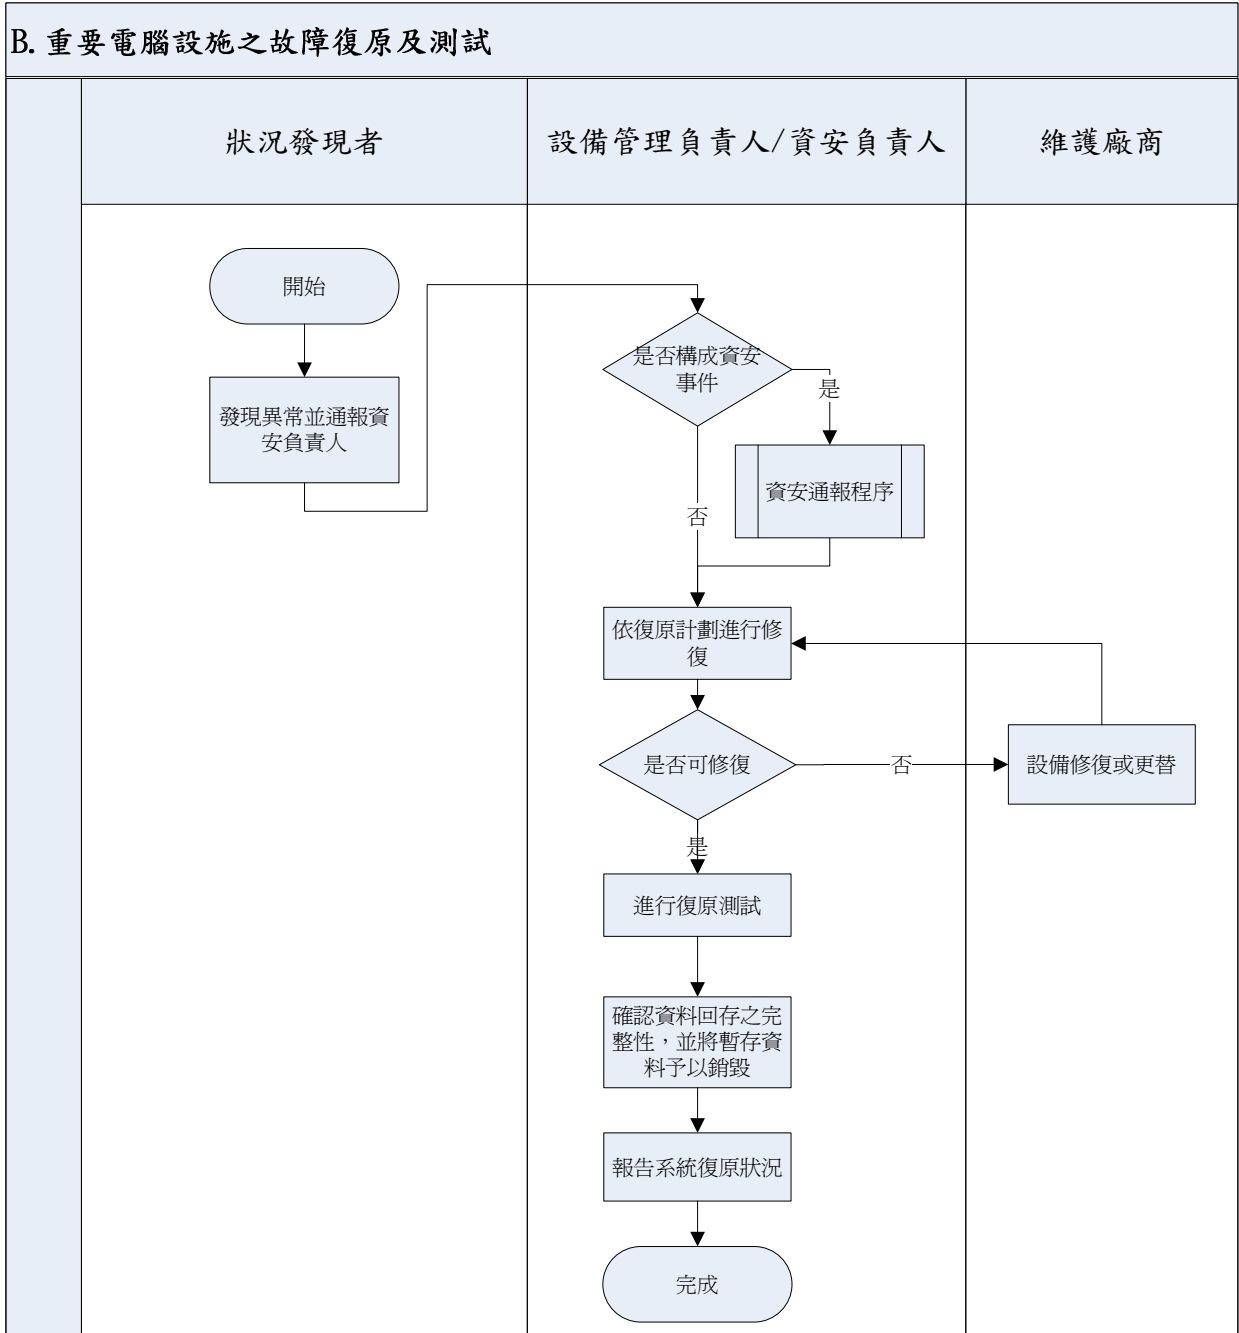 B. 重要電腦設施之故障復原及測試
狀況發現者
設備管理負責人/資安負責人
維護廠商
開始
發現異常並通報資
安負責人
是否構成資安
事件
是
資安通報程序
否
依復原計劃進行修
復
是否可修復
否
設備修復或更替
是
進行復原測試
確認資料回存之完
整性，並將暫存資
料予以銷毀
報告系統復原狀況
完成